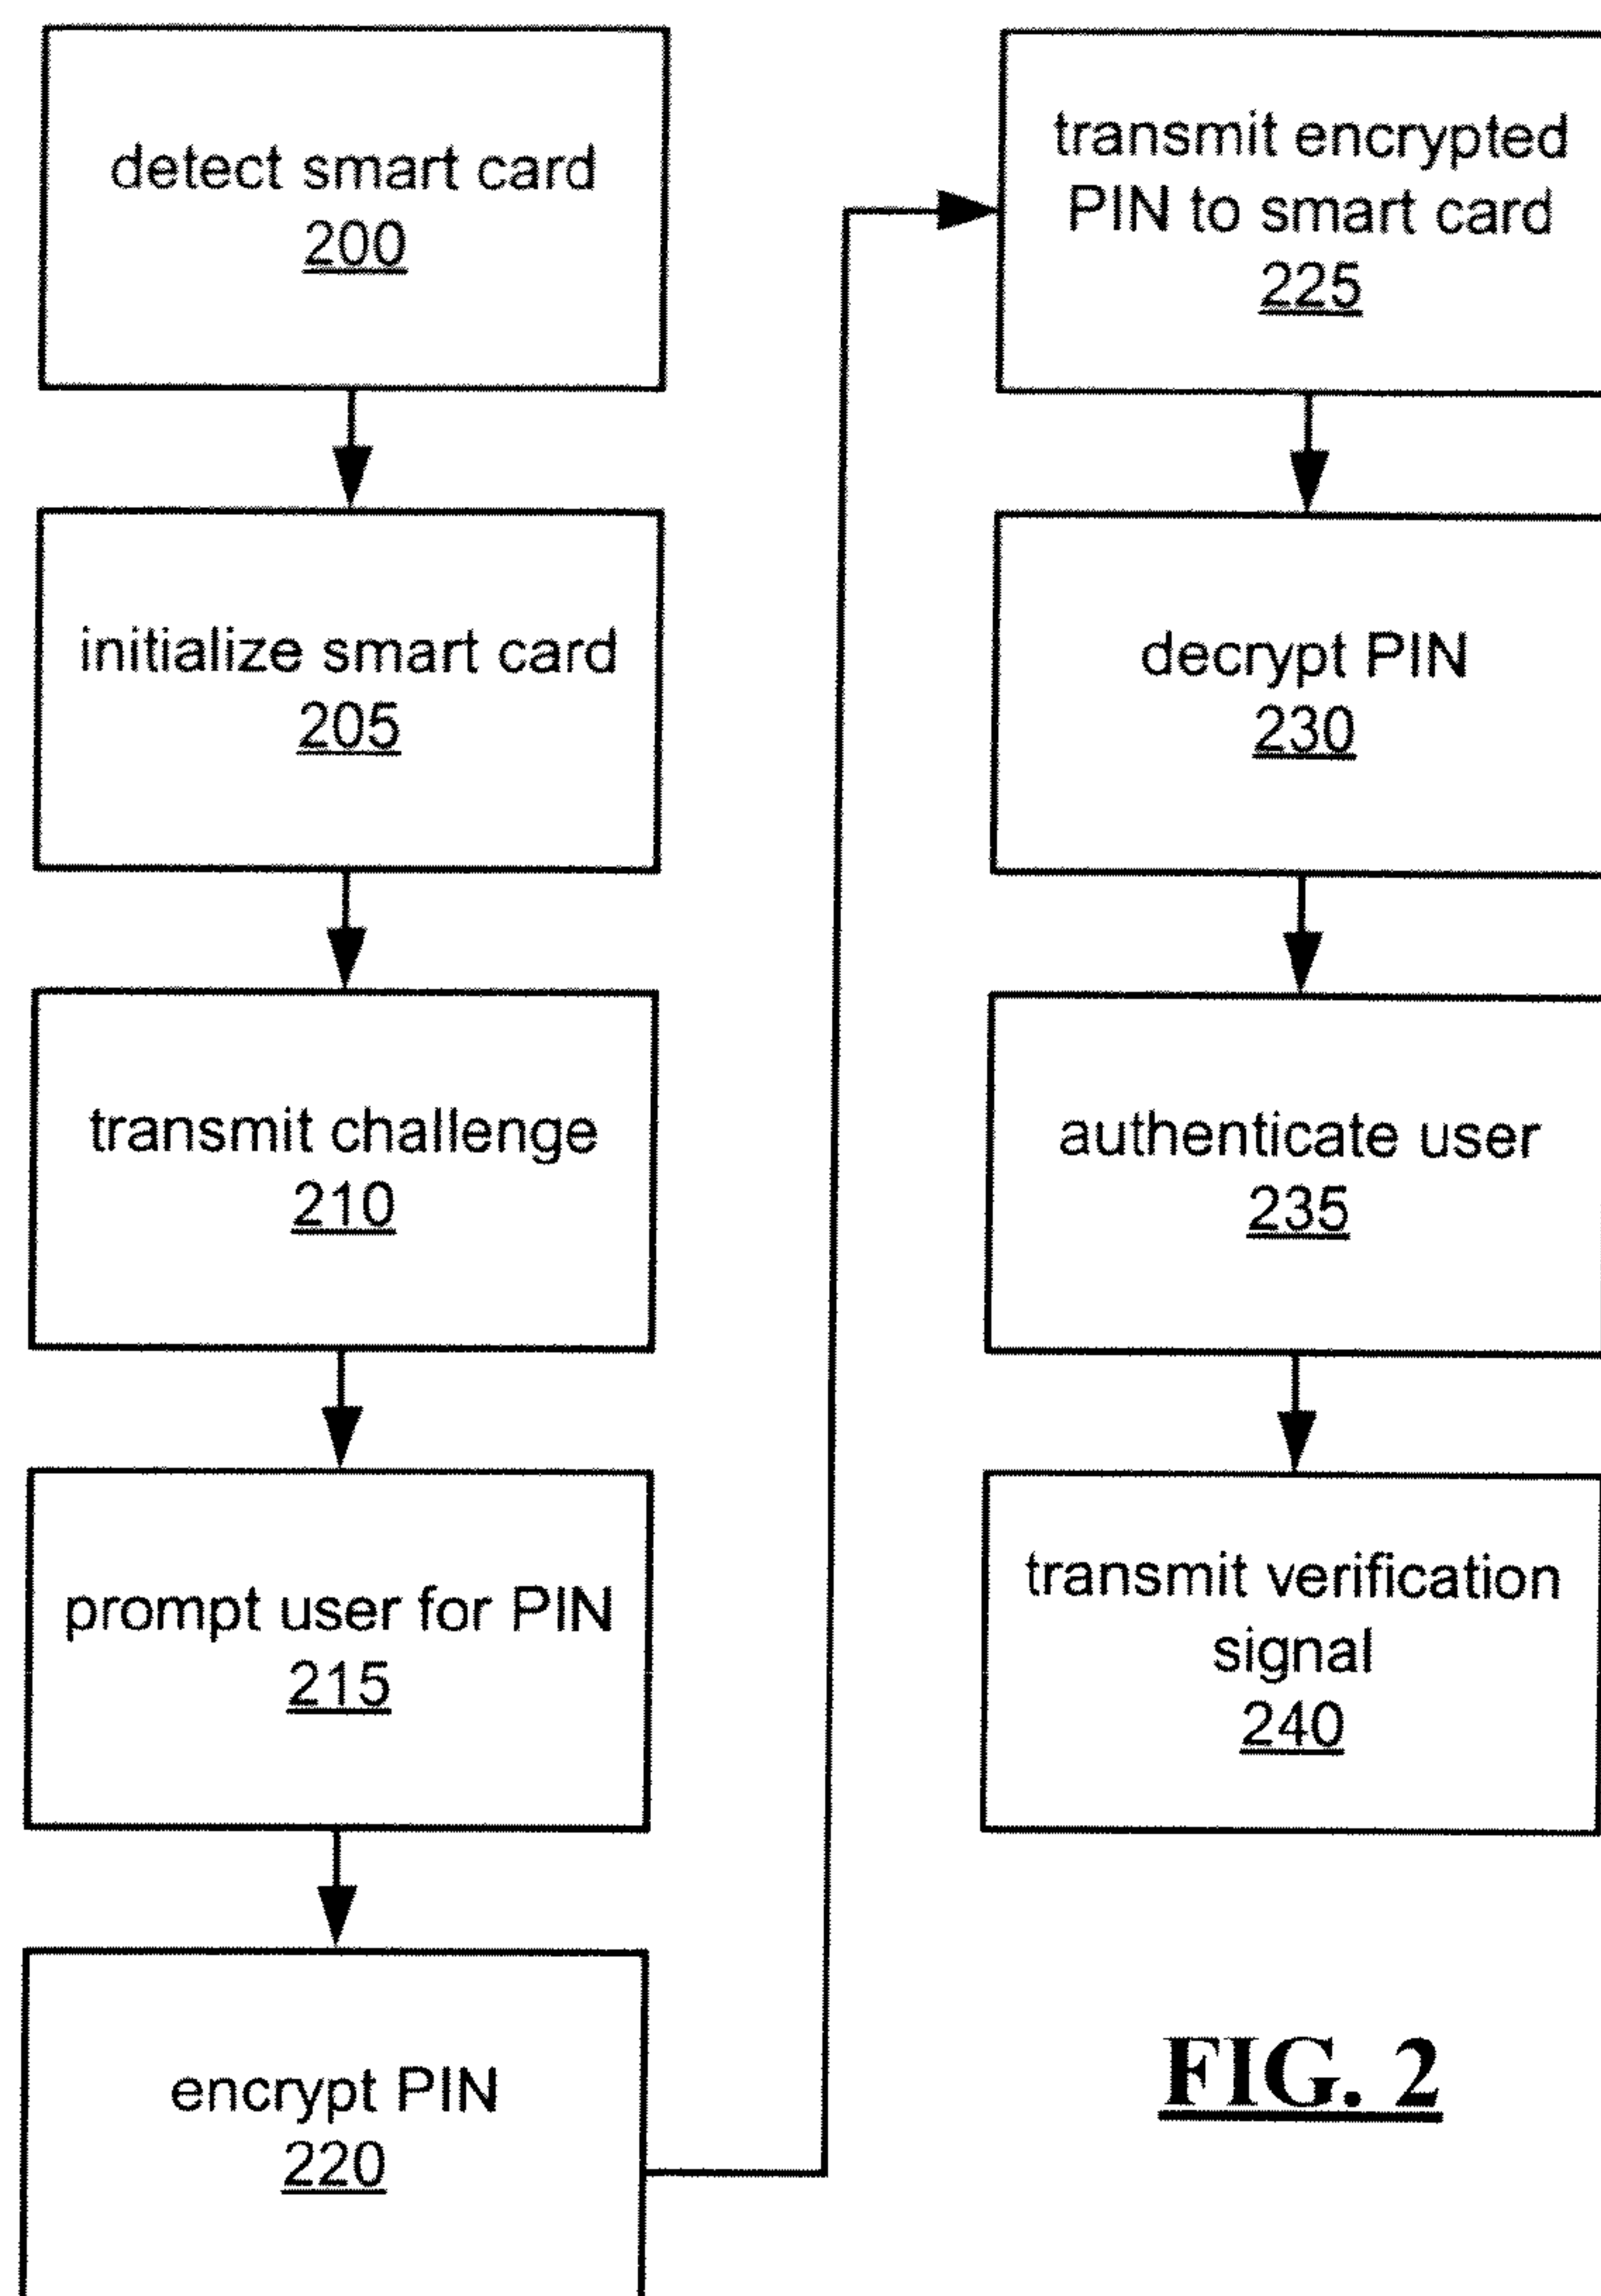 detect smart card
200
initialize smart card
205
transmit challenge
210
prompt user for PIN
215
encrypt PIN
220
transmit encrypted
PIN to smart card
225
decrypt PIN
230
authenticate user
235
transmit verification
signal
240
FIG. 2